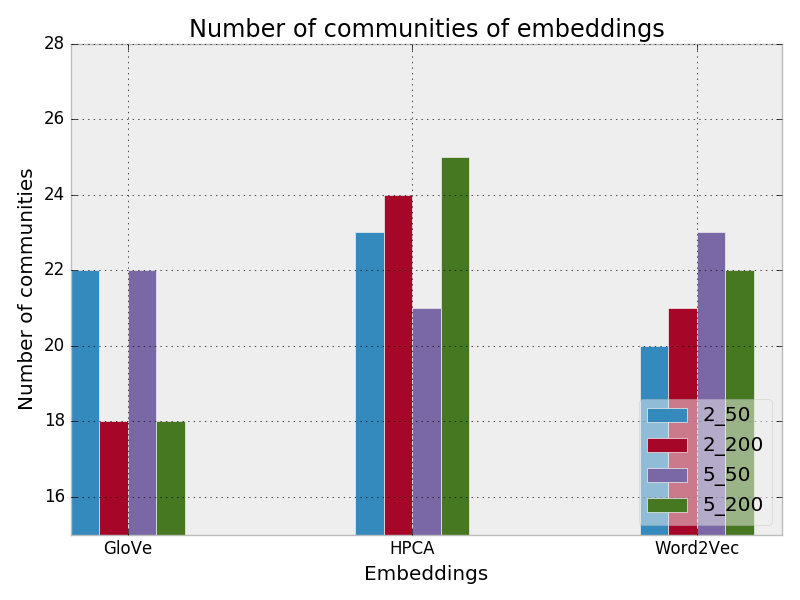 Number of communities of embeddings
Number of communities
28
26
24
22
20
18
16
GloVe HPCA Word2Vec
Embeddings
2_50
2_200
5_50
5_200